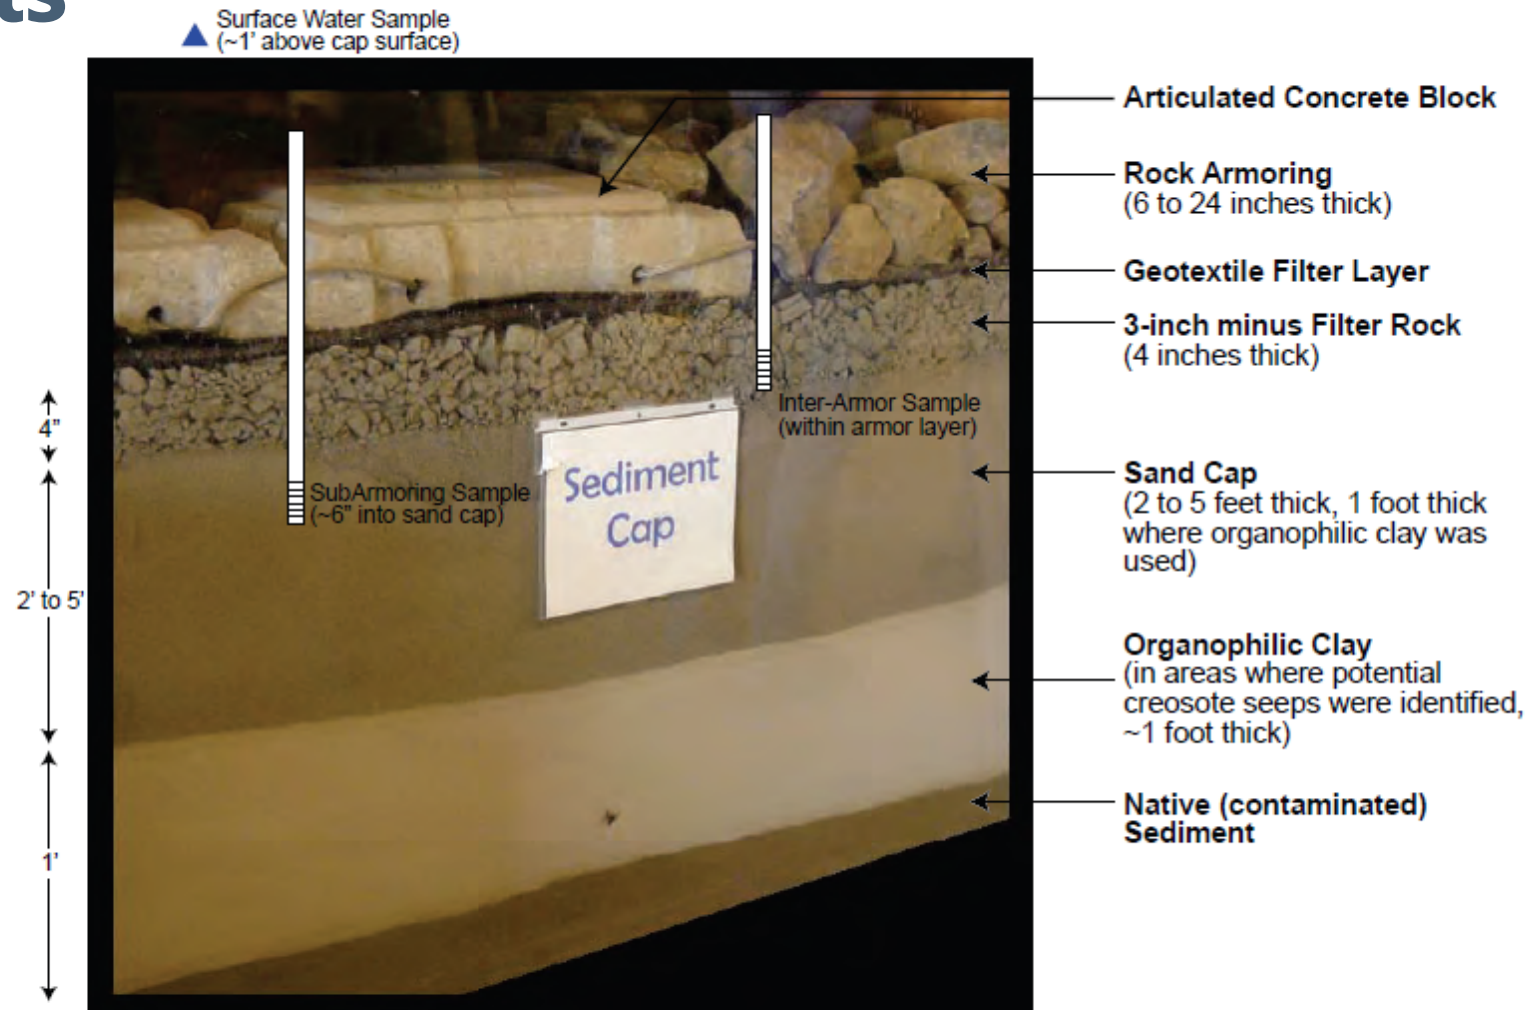 ts
Surface Water Sample
(~1' above cap surface)
Articulated Concrete Block
Rock Armoring
(6 to 24 inches thick)
Geotextile Filter Layer
3-inch minus Filter Rock
(4 inches thick)
4"
Inter-Armor Sample
(within armor layer)
Sediment
Cap
SubArmoring Sample
(~6" into sand cap)
Sand Cap
(2 to 5 feet thick, 1 foot thick
where organophilic clay was
used)
2' to 5'
Organophilic Clay
(in areas where potential
creosote seeps were identified,
~1 foot thick)
Native (contaminated)
Sediment
1'